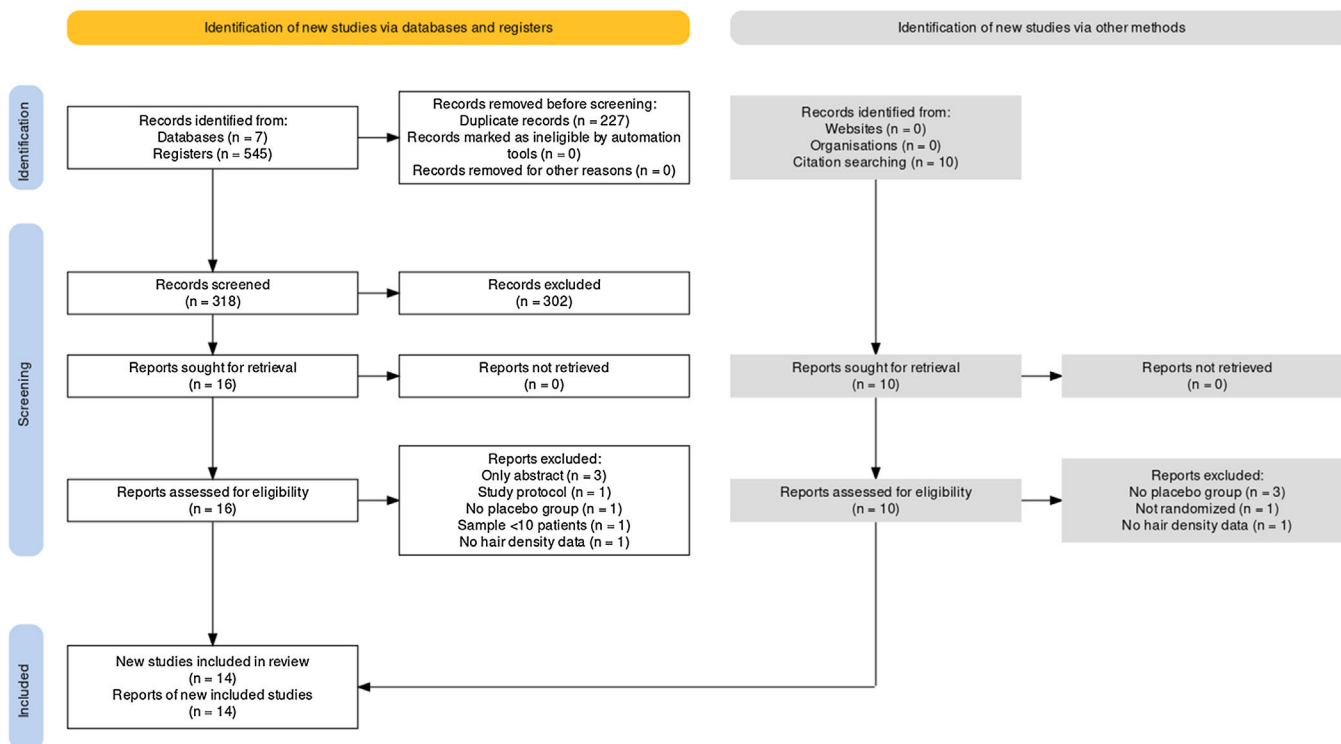 Identification of new studies via databases and registers
Identification of new studies via other methods
Identification
Records identified from:
Databases (n = 7)
Registers (n = 545)
Records removed before screening:
Duplicate records (n = 227)
Records marked as ineligible by automation
tools (n = 0)
Records removed for other reasons (n = 0)
Records identified from:
Websites (n = 0)
Organisations (n = 0)
Citation searching (n = 10)
Screening
Records screened
(n = 318)
Records excluded
(n = 302)
Reports sought for retrieval
(n = 16)
Reports not retrieved
(n = 0)
Reports sought for retrieval
(n = 10)
Reports not retrieved
(n = 0)
Reports assessed for eligibility
(n = 16)
Reports excluded:
Only abstract (n = 3)
Study protocol (n = 1)
No placebo group (n = 1)
Sample <10 patients (n = 1)
No hair density data (n = 1)
Reports assessed for eligibility
(n = 10)
Reports excluded:
No placebo group (n = 3)
Not randomized (n = 1)
No hair density data (n = 1)
Included
New studies included in review
(n = 14)
Reports of new included studies
(n = 14)